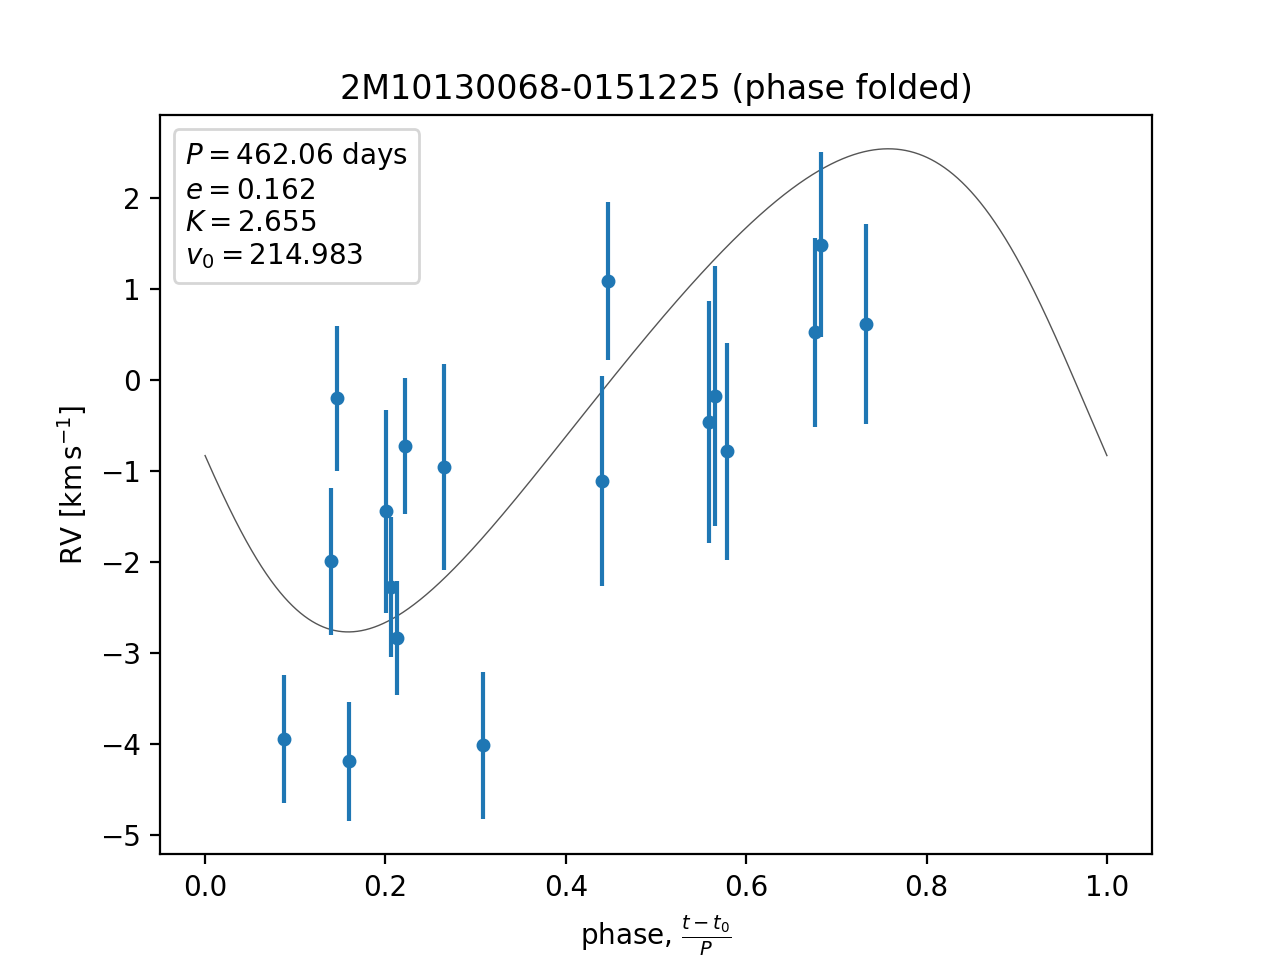 2M10130068-0151225 (phase folded)
P = 462.06 days
e = 0.162
K = 2.655
v₀ = 214.983
2
1
0
−1
−2
−3
−4
−5
RV [km s⁻¹]
0.0 0.2 0.4 0.6 0.8 1.0
phase, (t − t₀)/P